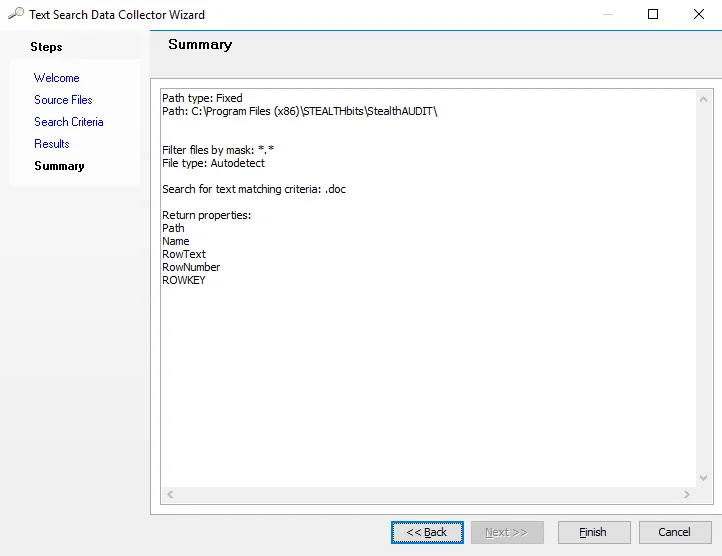 Text Search Data Collector Wizard
Steps
Welcome
Source Files
Search Criteria
Results
Summary
Summary
Path type: Fixed
Path: C:\Program Files (x86)\STEALTHbits\StealthAUDIT\
Filter files by mask: *.*
File type: Autodetect
Search for text matching criteria: .doc
Return properties:
Path
Name
RowText
RowNumber
ROWKEY
<< Back
Next >>
Finish
Cancel